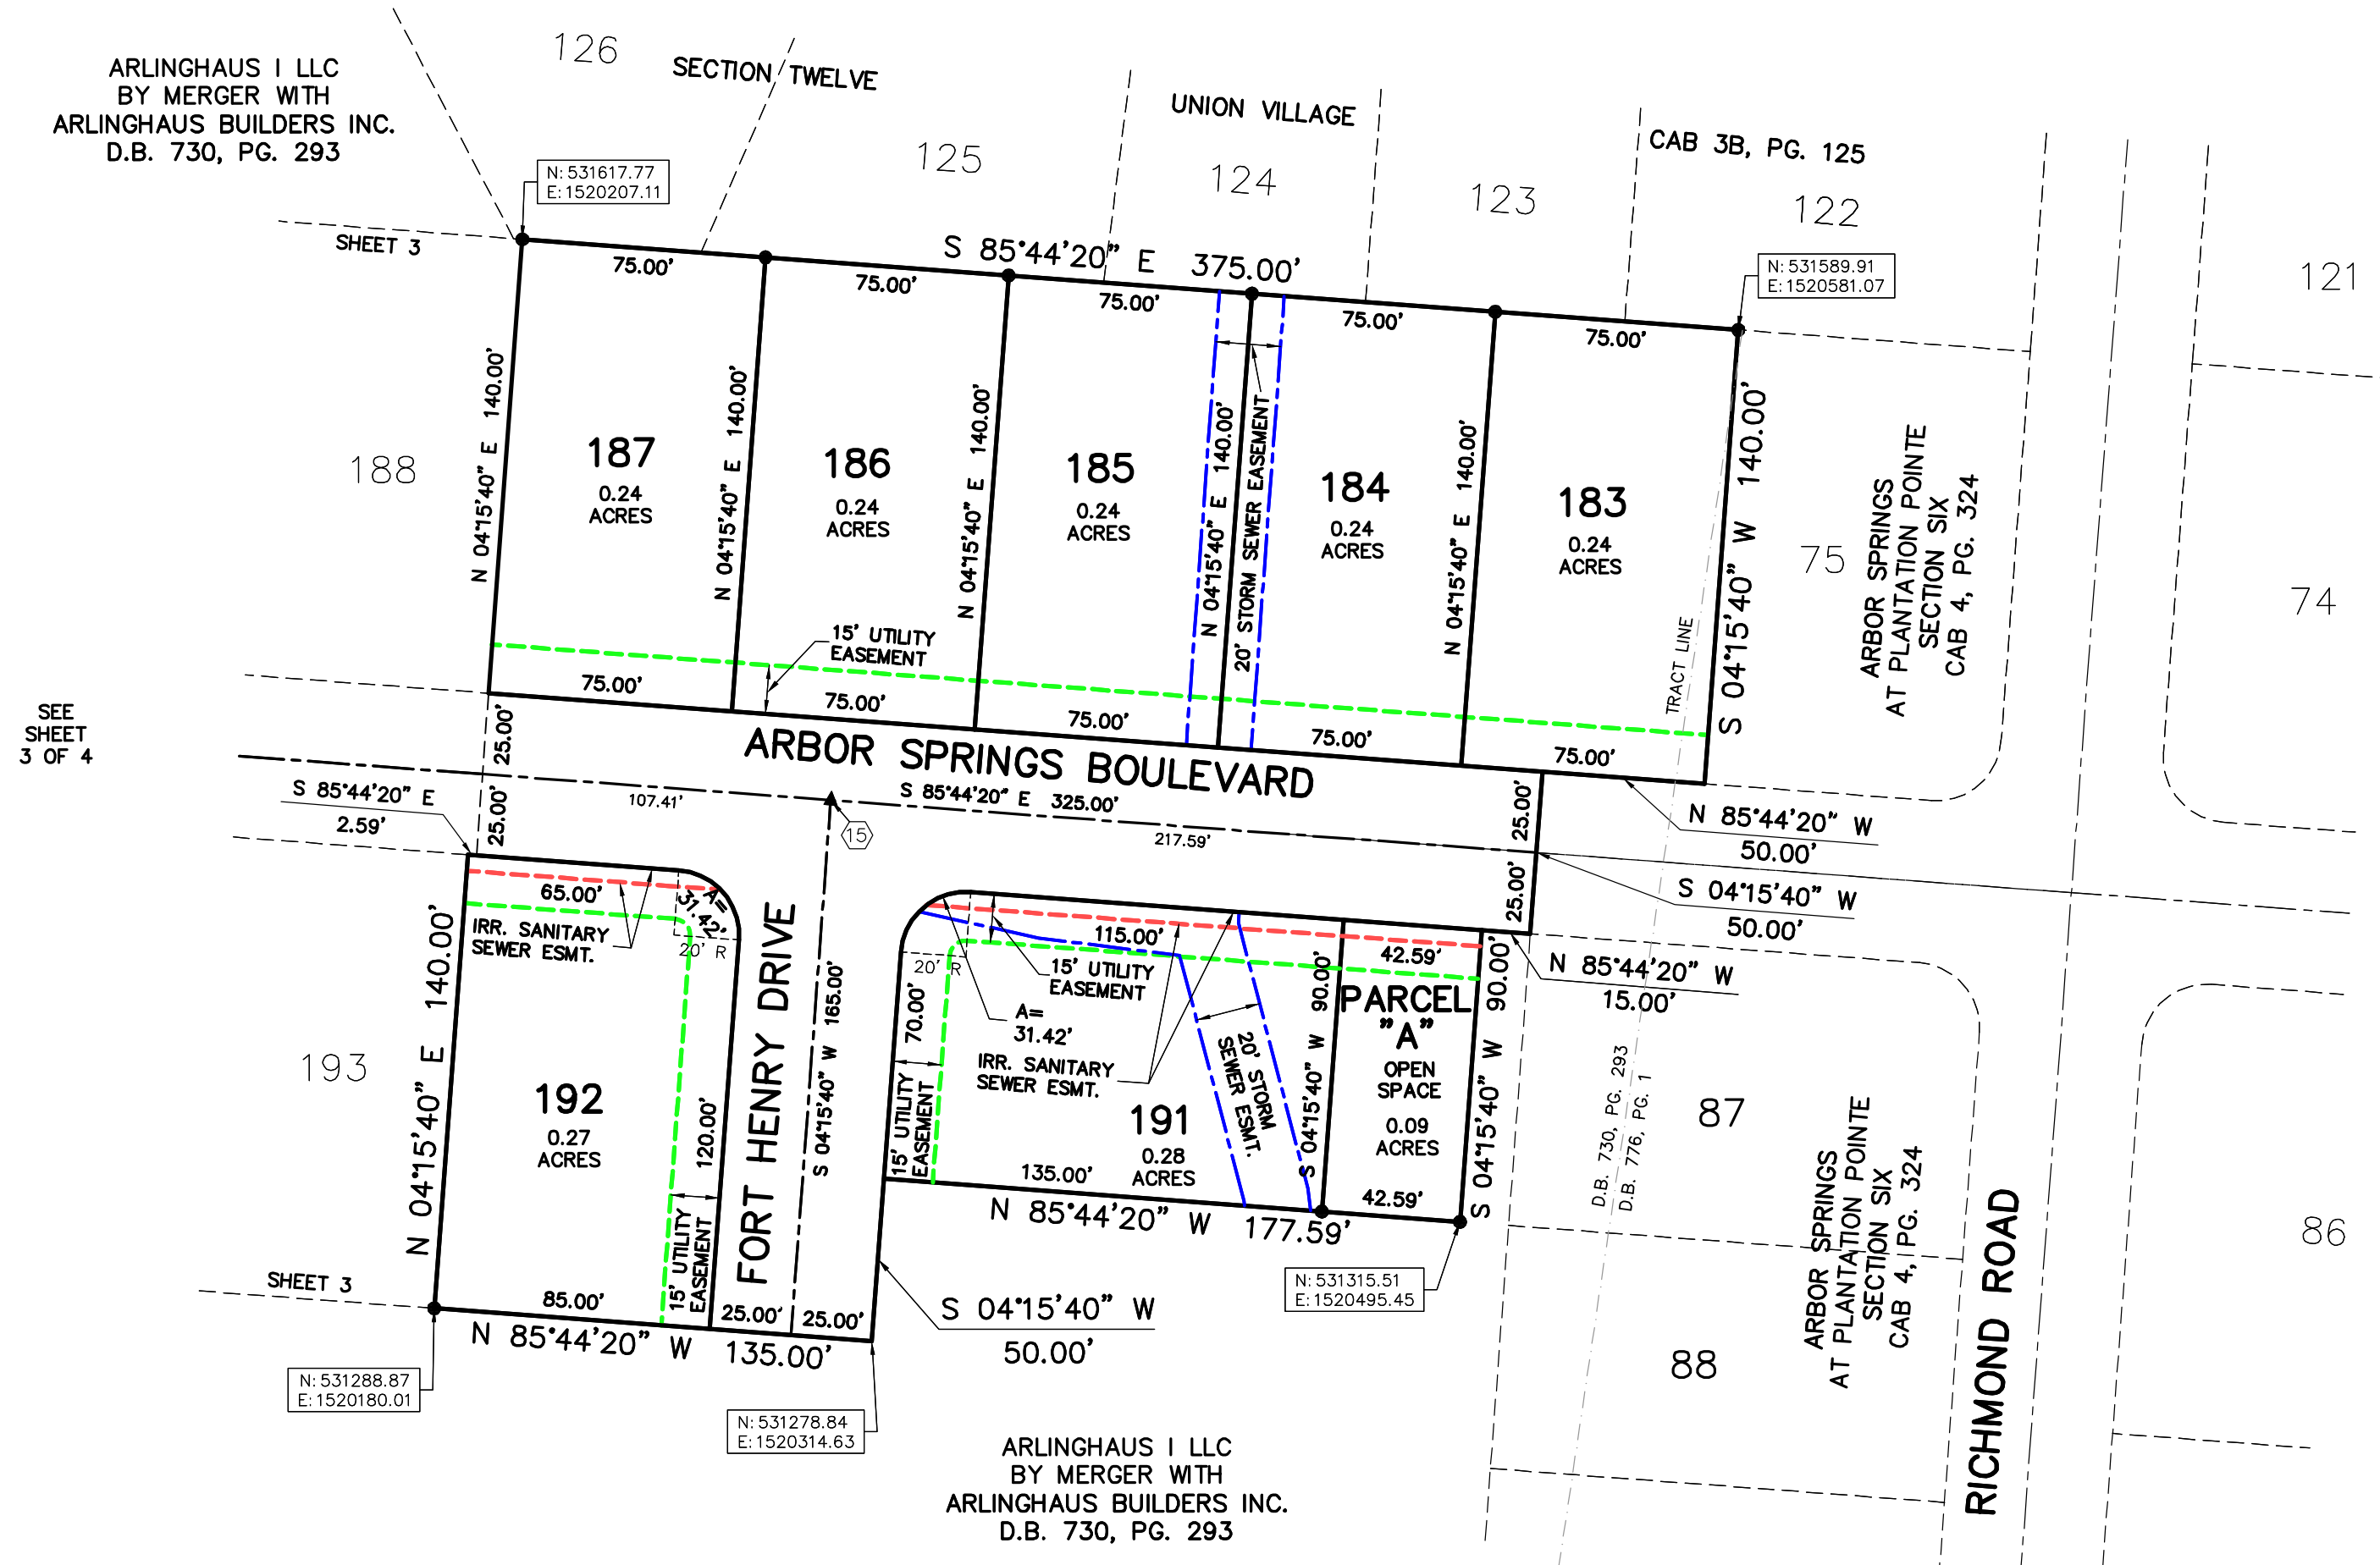 ARLINGHAUS I LLC
BY MERGER WITH
ARLINGHAUS BUILDERS INC.
D.B. 730, PG. 293
126
SECTION TWELVE
125
UNION VILLAGE
124
123
CAB 3B, PG. 125
122
121
N: 531617.77
E: 1520207.11
SHEET 3
S 85°44'20" E 375.00'
N: 531589.91
E: 1520581.07
75.00'
75.00'
75.00'
75.00'
75.00'
188
N 04°15'40" E 140.00'
187
0.24
ACRES
N 04°15'40" E 140.00'
186
0.24
ACRES
N 04°15'40" E 140.00'
185
0.24
ACRES
N 04°15'40" E 140.00'
20' STORM SEWER EASEMENT
184
0.24
ACRES
N 04°15'40" E 140.00'
183
0.24
ACRES
TRACT LINE
S 04°15'40" W 140.00'
75
ARBOR SPRINGS
AT PLANTATION POINTE
SECTION SIX
CAB 4, PG. 324
74
15' UTILITY
EASEMENT
75.00'
75.00'
75.00'
75.00'
75.00'
SEE
SHEET
3 OF 4
25.00'
25.00'
ARBOR SPRINGS BOULEVARD
S 85°44'20" E 325.00'
107.41'
15
217.59'
25.00'
25.00'
N 85°44'20" W
50.00'
S 04°15'40" W
50.00'
S 85°44'20" E
2.59'
65.00'
A=
31.42'
20' R
IRR. SANITARY
SEWER ESMT.
N 04°15'40" E 140.00'
193
192
0.27
ACRES
120.00'
15' UTILITY
EASEMENT
FORT HENRY DRIVE
S 04°15'40" W 165.00'
20' R
70.00'
15' UTILITY
EASEMENT
115.00'
15' UTILITY
EASEMENT
A=
31.42'
IRR. SANITARY
SEWER ESMT.
20' STORM
SEWER ESMT.
191
0.28
ACRES
S 04°15'40" W 90.00'
42.59'
PARCEL
"A"
OPEN
SPACE
0.09
ACRES
42.59'
S 04°15'40" W 90.00'
N 85°44'20" W
15.00'
D.B. 730, PG. 293
D.B. 776, PG. 1
87
ARBOR SPRINGS
AT PLANTATION POINTE
SECTION SIX
CAB 4, PG. 324
86
88
RICHMOND ROAD
135.00'
N 85°44'20" W 177.59'
N: 531315.51
E: 1520495.45
SHEET 3
85.00'
25.00'
25.00'
N 85°44'20" W 135.00'
S 04°15'40" W
50.00'
N: 531288.87
E: 1520180.01
N: 531278.84
E: 1520314.63
ARLINGHAUS I LLC
BY MERGER WITH
ARLINGHAUS BUILDERS INC.
D.B. 730, PG. 293